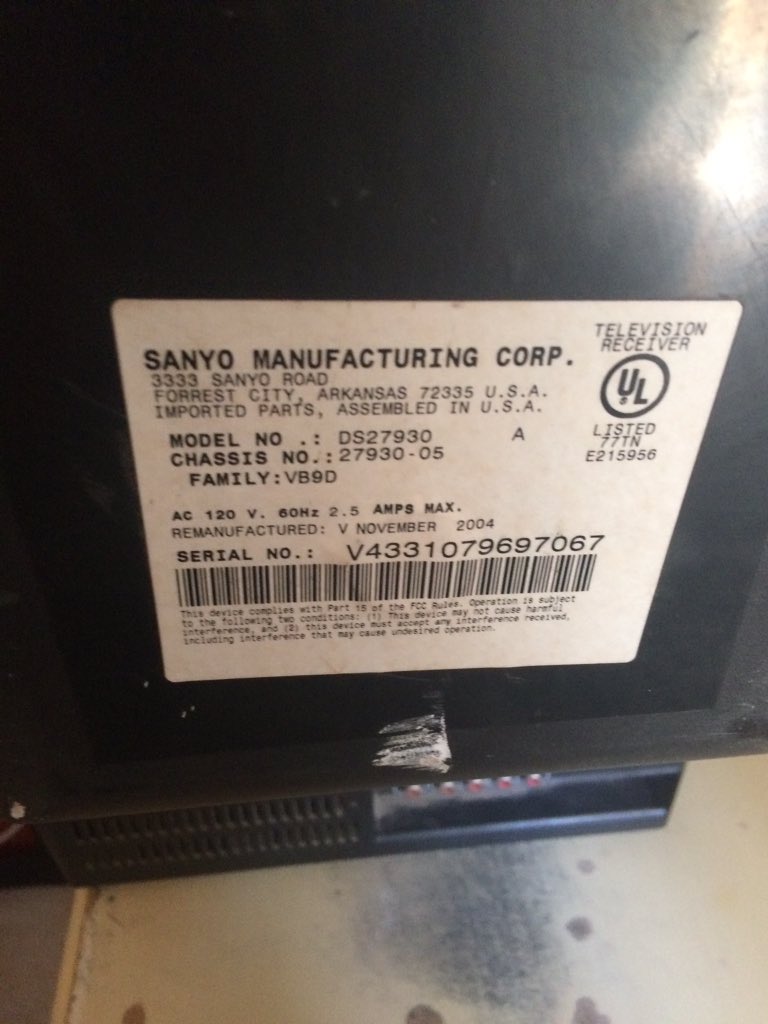 SANYO MANUFACTURING CORP.
3333 SANYO ROAD
FORREST CITY, ARKANSAS 72335 U.S.A.
IMPORTED PARTS, ASSEMBLED IN U.S.A.
TELEVISION
RECEIVER
UL
LISTED
77TN
E215956
MODEL NO .: DS27930 A
CHASSIS NO.: 27930-05
FAMILY: VB9D
AC 120 V. 60Hz 2.5 AMPS MAX.
REMANUFACTURED: V NOVEMBER 2004
SERIAL NO.: V4331079697067
This device complies with Part 15 of the FCC Rules. Operation is subject
to the following two conditions: (1) This device may not cause harmful
interference, and (2) this device must accept any interference received,
including interference that may cause undesired operation.